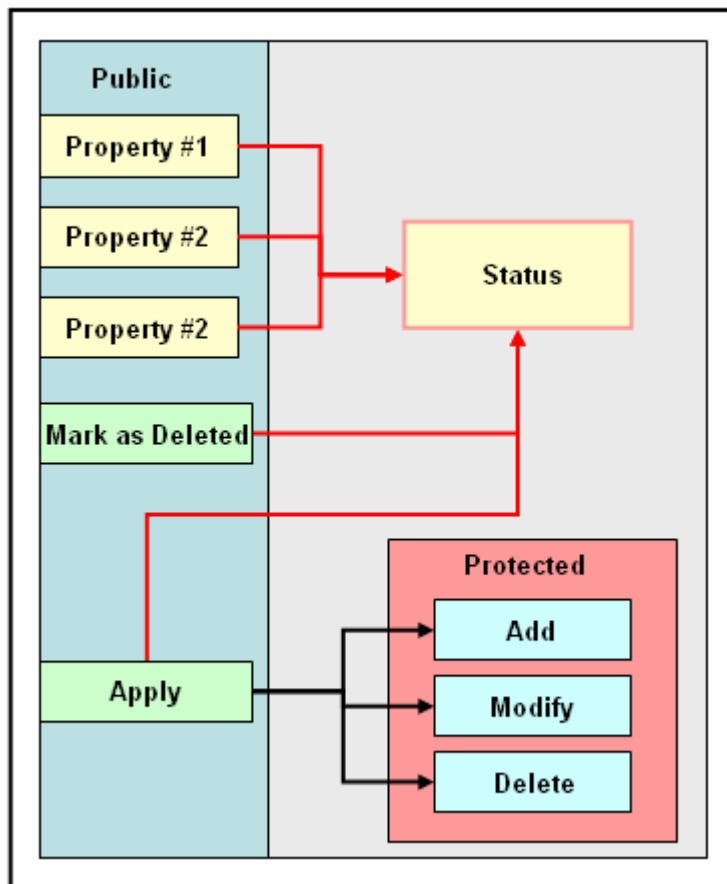 Public
Property #1
Property #2
Property #2
Status
Mark as Deleted
Protected
Add
Apply
Modify
Delete